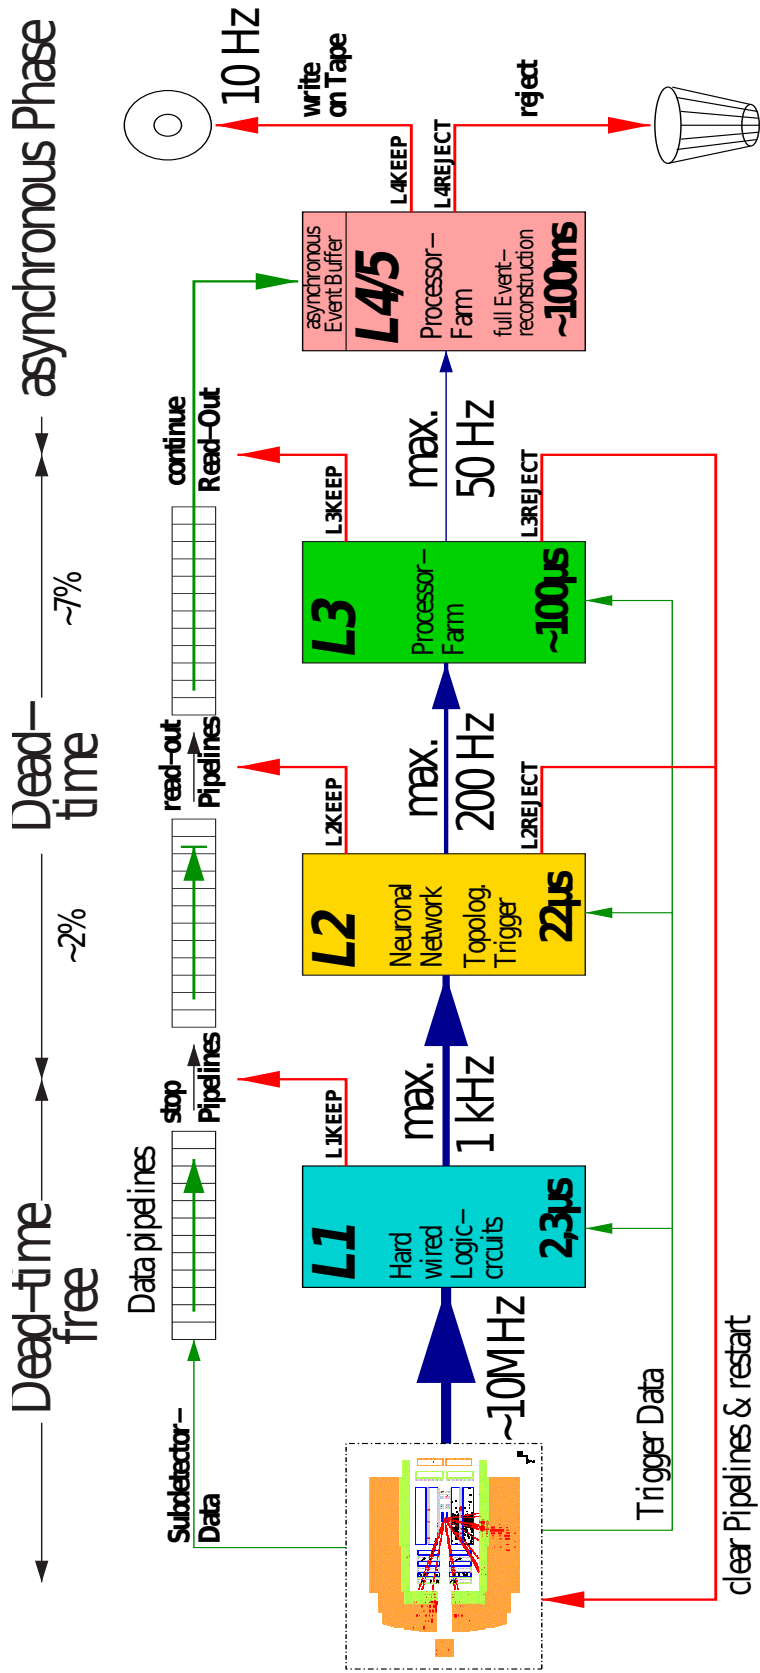 Dead-time
free
Dead-
time
asynchronous Phase
~2%
~7%
Subdetector-
Data
Data pipelines
stop
Pipelines
read-out
Pipelines
continue
Read-Out
10 Hz
write
on Tape
reject
L1KEEP
L2KEEP
L3KEEP
L4KEEP
L4REJECT
~10MHz
L1
Hard
wired
Logic-
crcuits
2,3µs
max.
1 kHz
L2
Neuronal
Network
Topolog.
Trigger
22µs
max.
200 Hz
L2REJECT
L3
Processor-
Farm
~100µs
max.
50 Hz
L3REJECT
asynchronous
Event Buffer
L4/5
Processor-
Farm
full Event-
reconstruction
~100ms
Trigger Data
clear Pipelines & restart